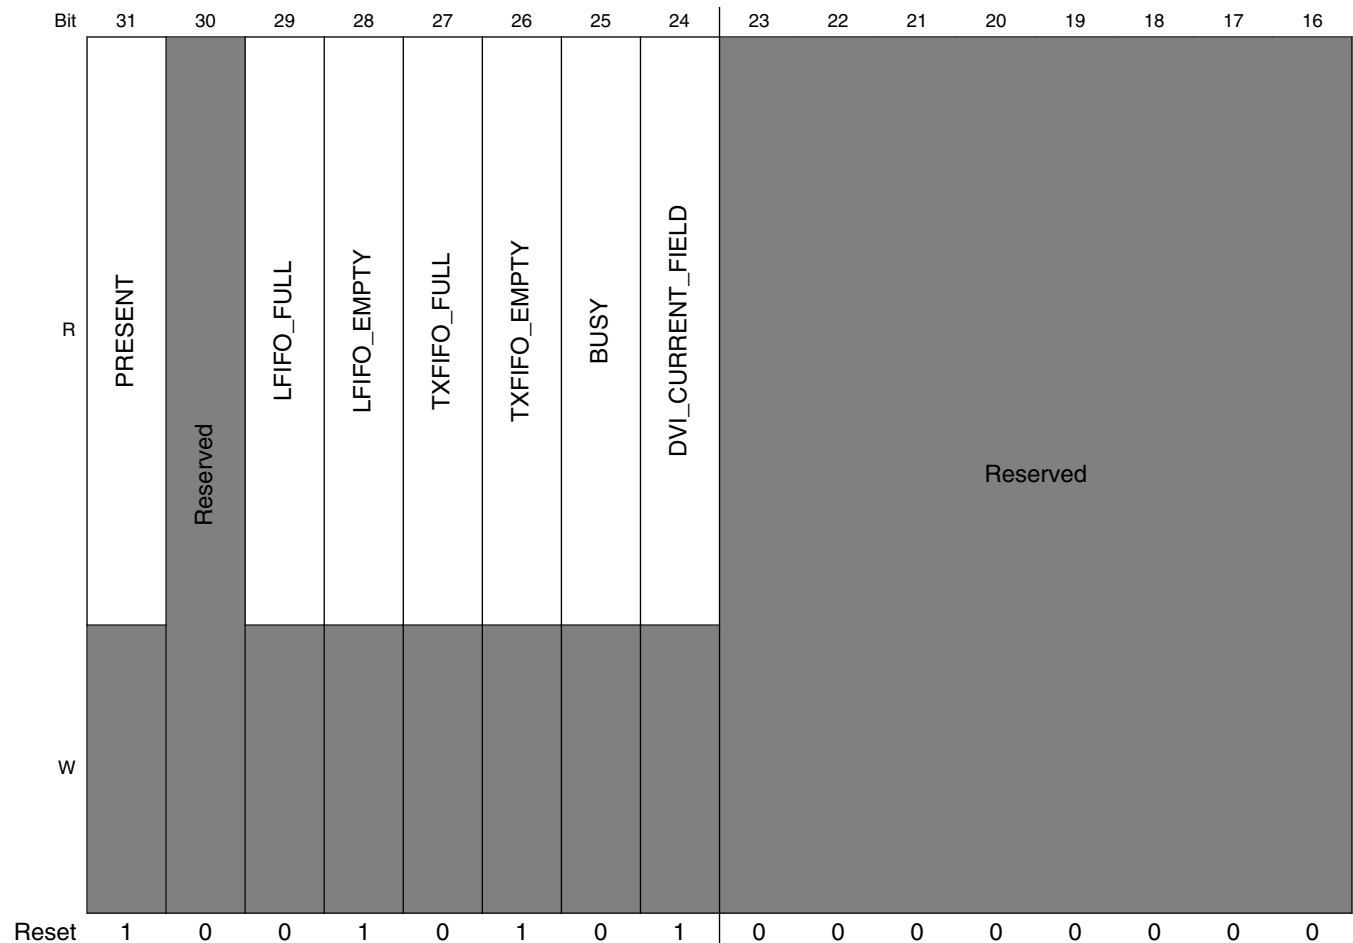 Bit 31 30 29 28 27 26 25 24 23 22 21 20 19 18 17 16
R
PRESENT
Reserved
LFIFO_FULL
LFIFO_EMPTY
TXFIFO_FULL
TXFIFO_EMPTY
BUSY
DVI_CURRENT_FIELD
Reserved
W
Reset 1 0 0 1 0 1 0 1 0 0 0 0 0 0 0 0